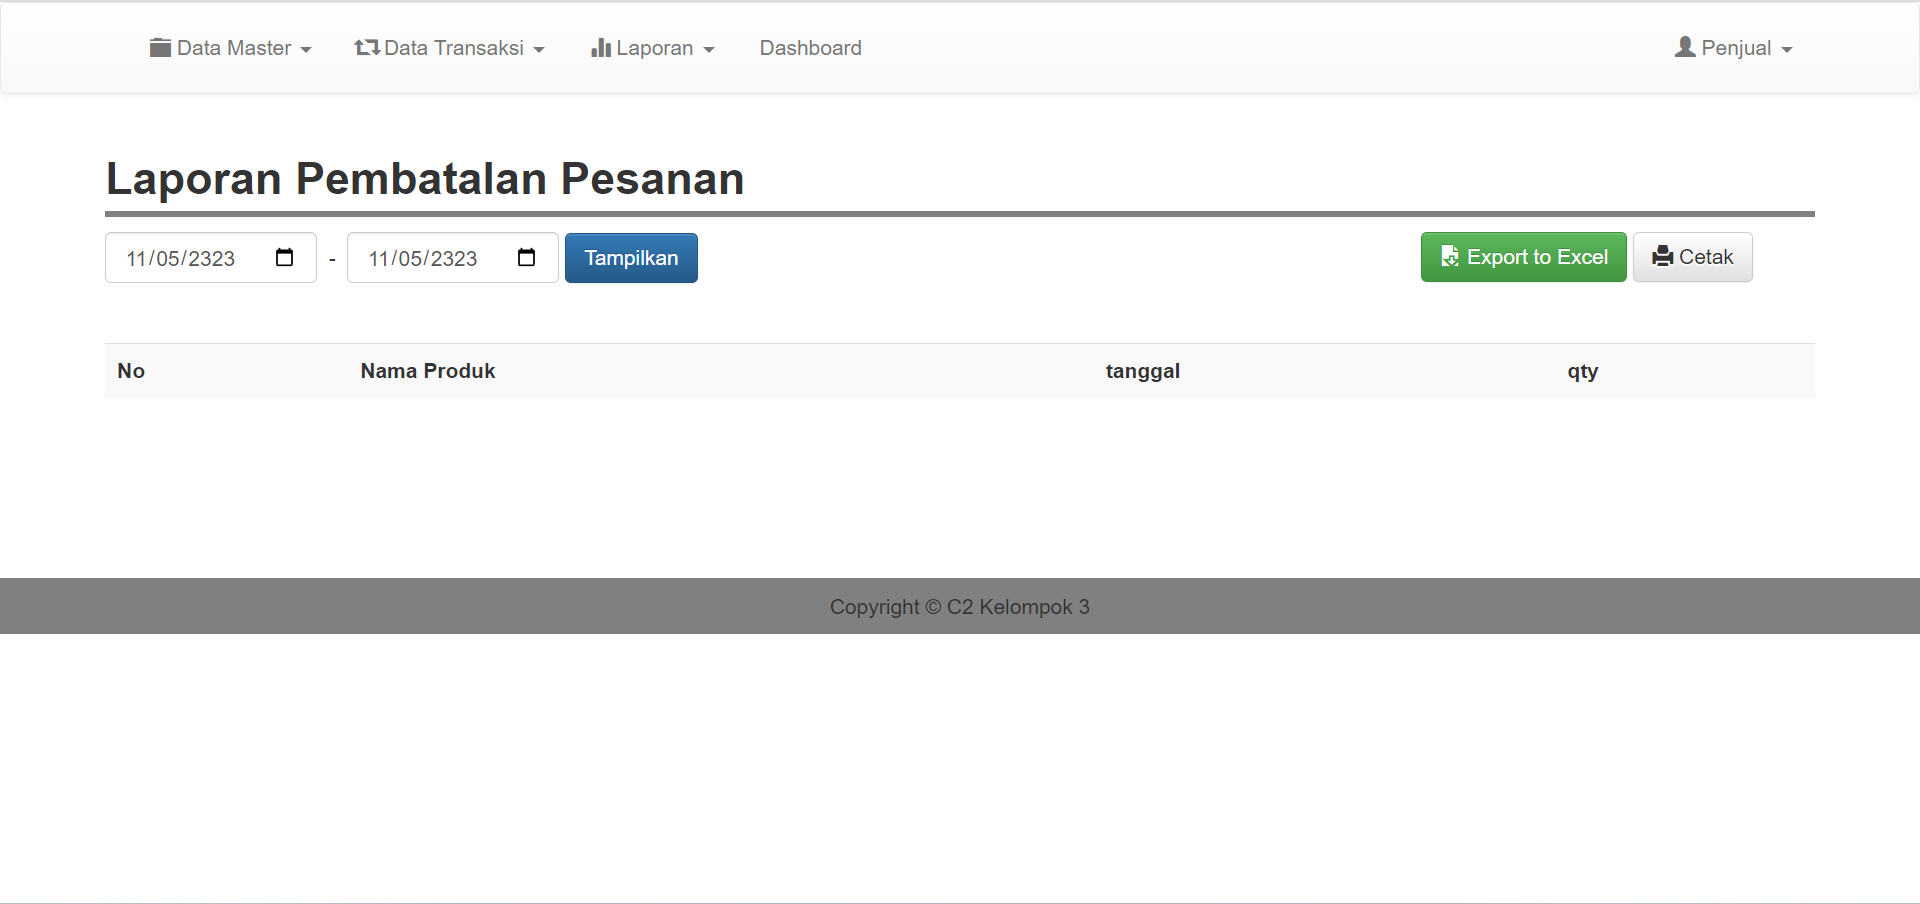 Data Master Data Transaksi Laporan Dashboard Penjual
Laporan Pembatalan Pesanan
11/05/2323 - 11/05/2323 Tampilkan Export to Excel Cetak
No Nama Produk tanggal qty
Copyright © C2 Kelompok 3